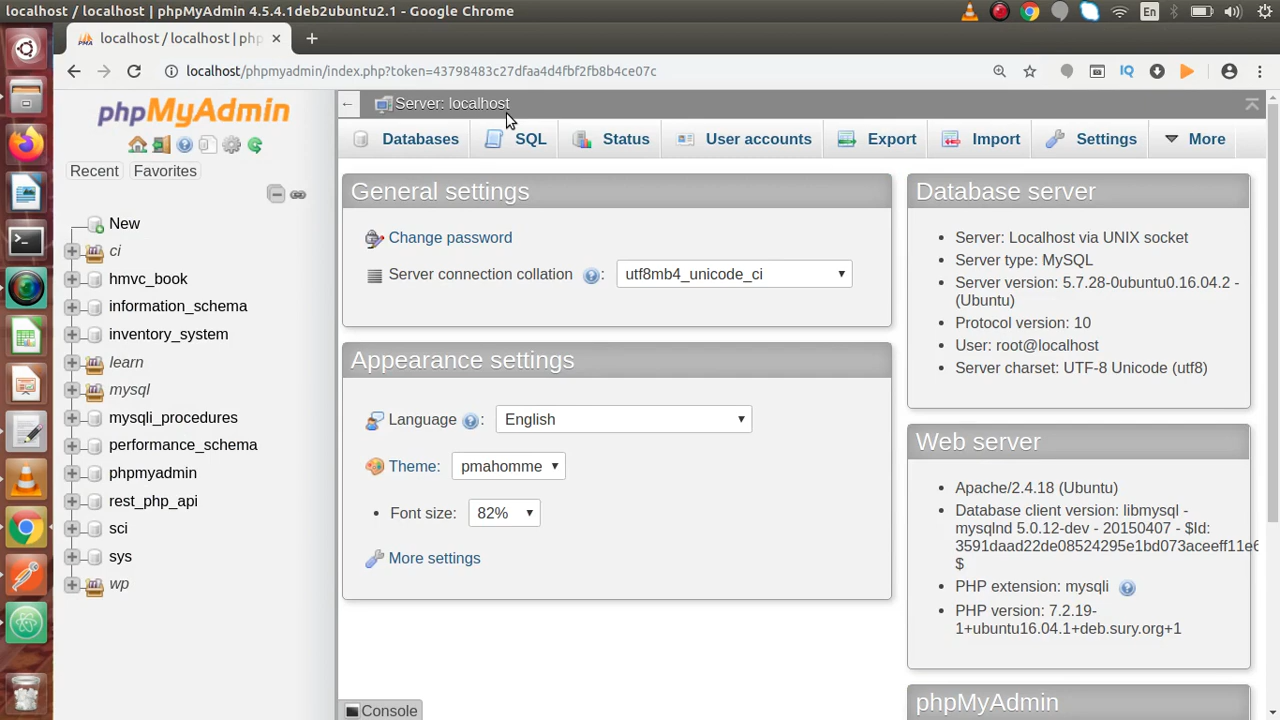 localhost / localhost | phpMyAdmin 4.5.4.1deb2ubuntu2.1 - Google Chrome
En
localhost / localhost | php
localhost/phpmyadmin/index.php?token=43798483c27dfaa4d4fbf2fb8b4ce07c
IQ
phpMyAdmin
Recent Favorites
New
ci
hmvc_book
information_schema
inventory_system
learn
mysql
mysqli_procedures
performance_schema
phpmyadmin
rest_php_api
sci
sys
wp
Server: localhost
Databases SQL Status User accounts Export Import Settings More
General settings
Change password
Server connection collation : utf8mb4_unicode_ci
Appearance settings
Language : English
Theme: pmahomme
Font size: 82%
More settings
Console
Database server
Server: Localhost via UNIX socket
Server type: MySQL
Server version: 5.7.28-0ubuntu0.16.04.2 -
(Ubuntu)
Protocol version: 10
User: root@localhost
Server charset: UTF-8 Unicode (utf8)
Web server
Apache/2.4.18 (Ubuntu)
Database client version: libmysql -
mysqlnd 5.0.12-dev - 20150407 - $Id:
3591daad22de08524295e1bd073aceeff11e6
$
PHP extension: mysqli
PHP version: 7.2.19-
1+ubuntu16.04.1+deb.sury.org+1
phpMyAdmin